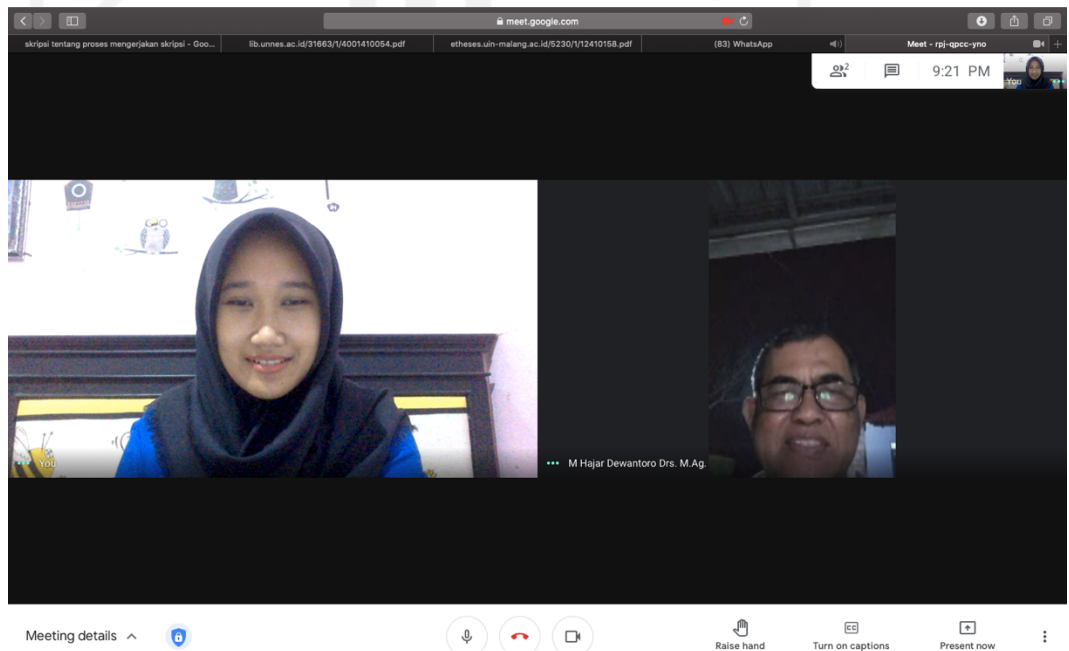 meet.google.com
skripsi tentang proses mengerjakan skripsi - Goo...
lib.unnes.ac.id/31663/1/4001410054.pdf
etheses.uin-malang.ac.id/5230/1/12410158.pdf
(83) WhatsApp
Meet - rpj-qpcc-yno
2
9:21 PM
You
You
M Hajar Dewantoro Drs. M.Ag.
Meeting details
Raise hand
CC
Turn on captions
Present now